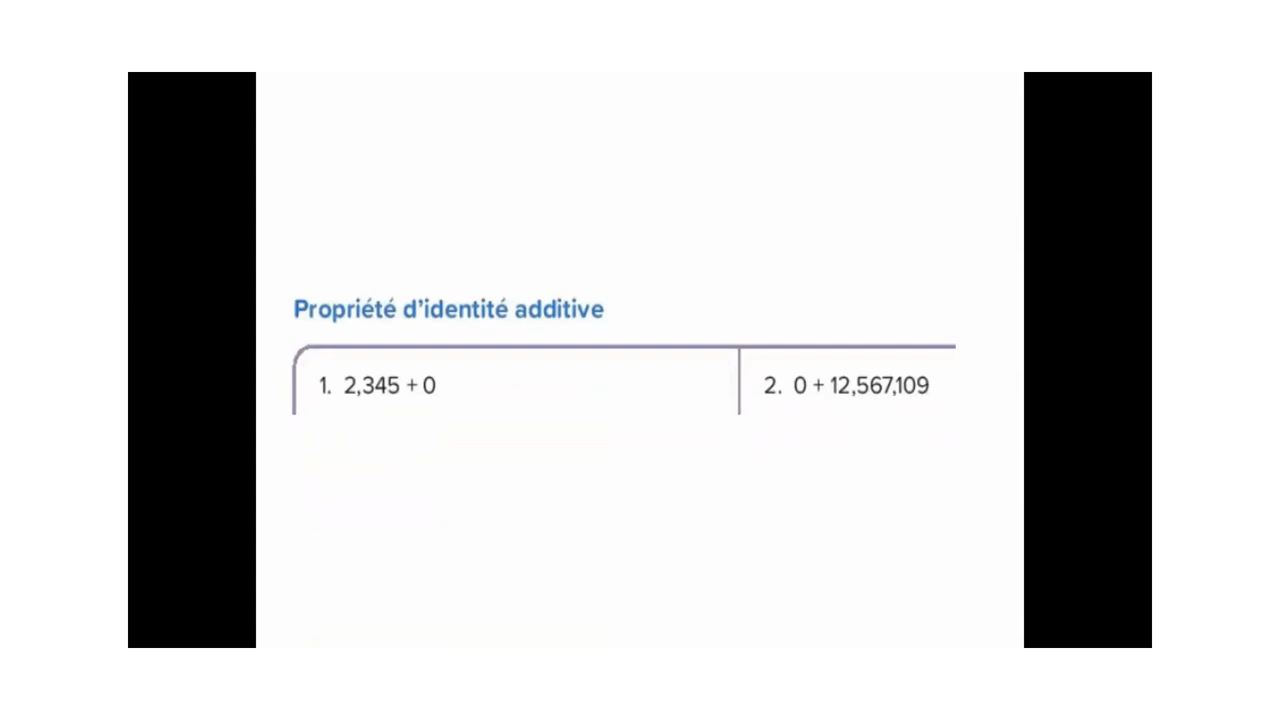 Propriété d'identité additive
1. 2,345 + 0
2. 0 + 12,567,109